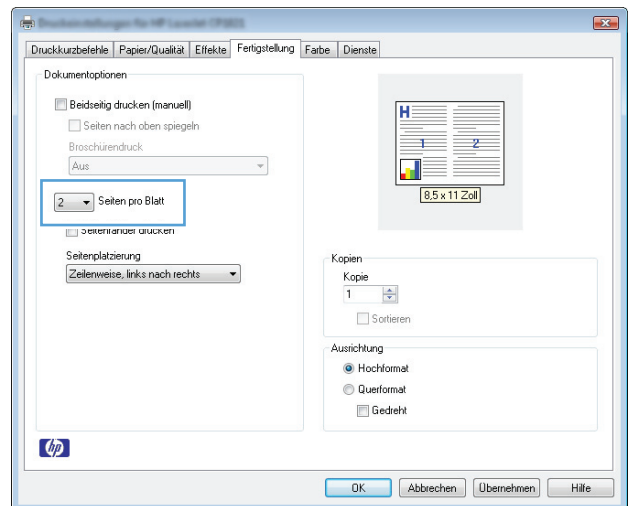 Druckkurzbefehle Papier/Qualität Effekte Fertigstellung Farbe Dienste
Dokumentoptionen
Beidseitig drucken (manuell)
Seiten nach oben spiegeln
Broschürendruck
Aus
2 Seiten pro Blatt
Seitenränder drucken
Seitenplatzierung
Zeilenweise, links nach rechts
H
1 2
8,5 x 11 Zoll
Kopien
Kopie
1
Sortieren
Ausrichtung
Hochformat
Querformat
Gedreht
hp
OK Abbrechen Übernehmen Hilfe